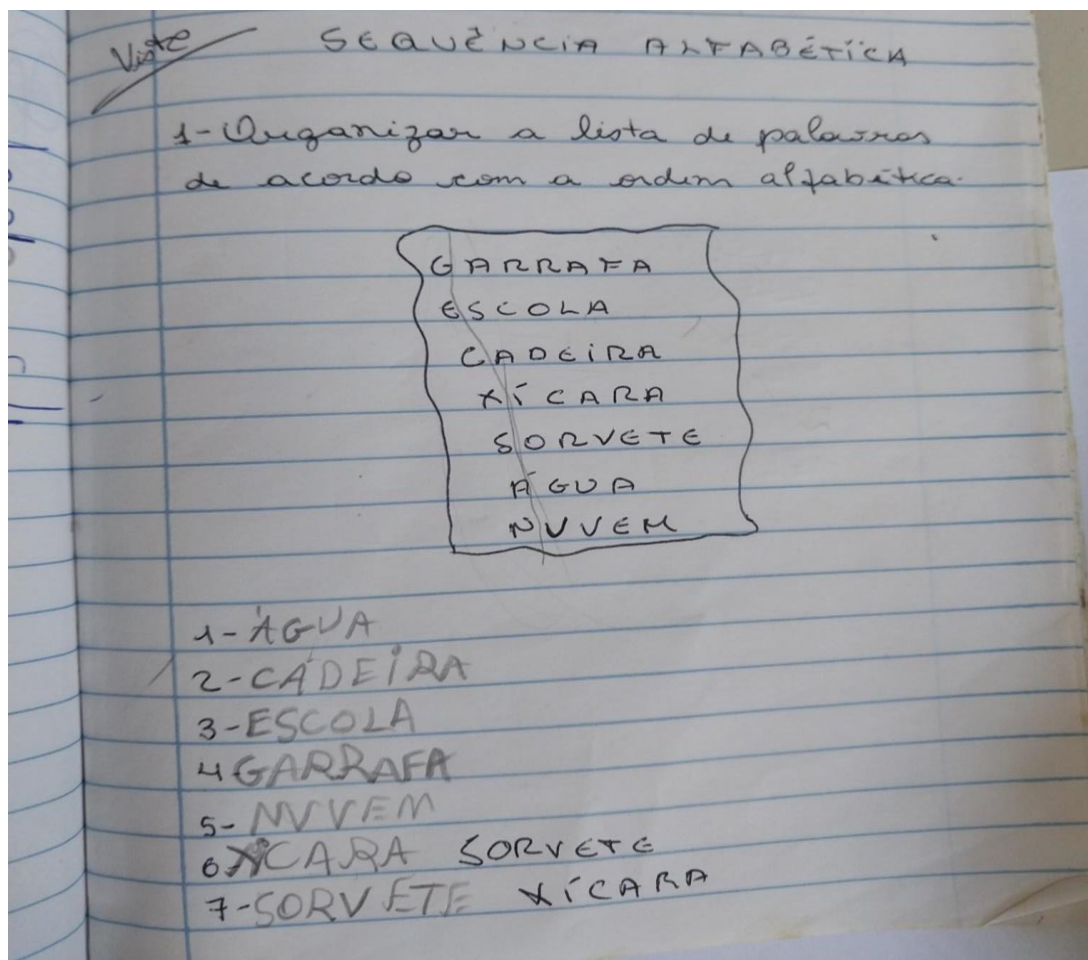 Visto
SEQUÊNCIA ALFABÉTICA
1- Organizar a lista de palavras
de acordo com a ordem alfabética.
GARRAFA
ESCOLA
CADEIRA
XÍCARA
SORVETE
ÁGUA
NUVEM
1- ÁGUA
2- CADEIRA
3- ESCOLA
4 GARRAFA
5- NUVEM
6 XICARA SORVETE
7- SORVETE XÍCARA